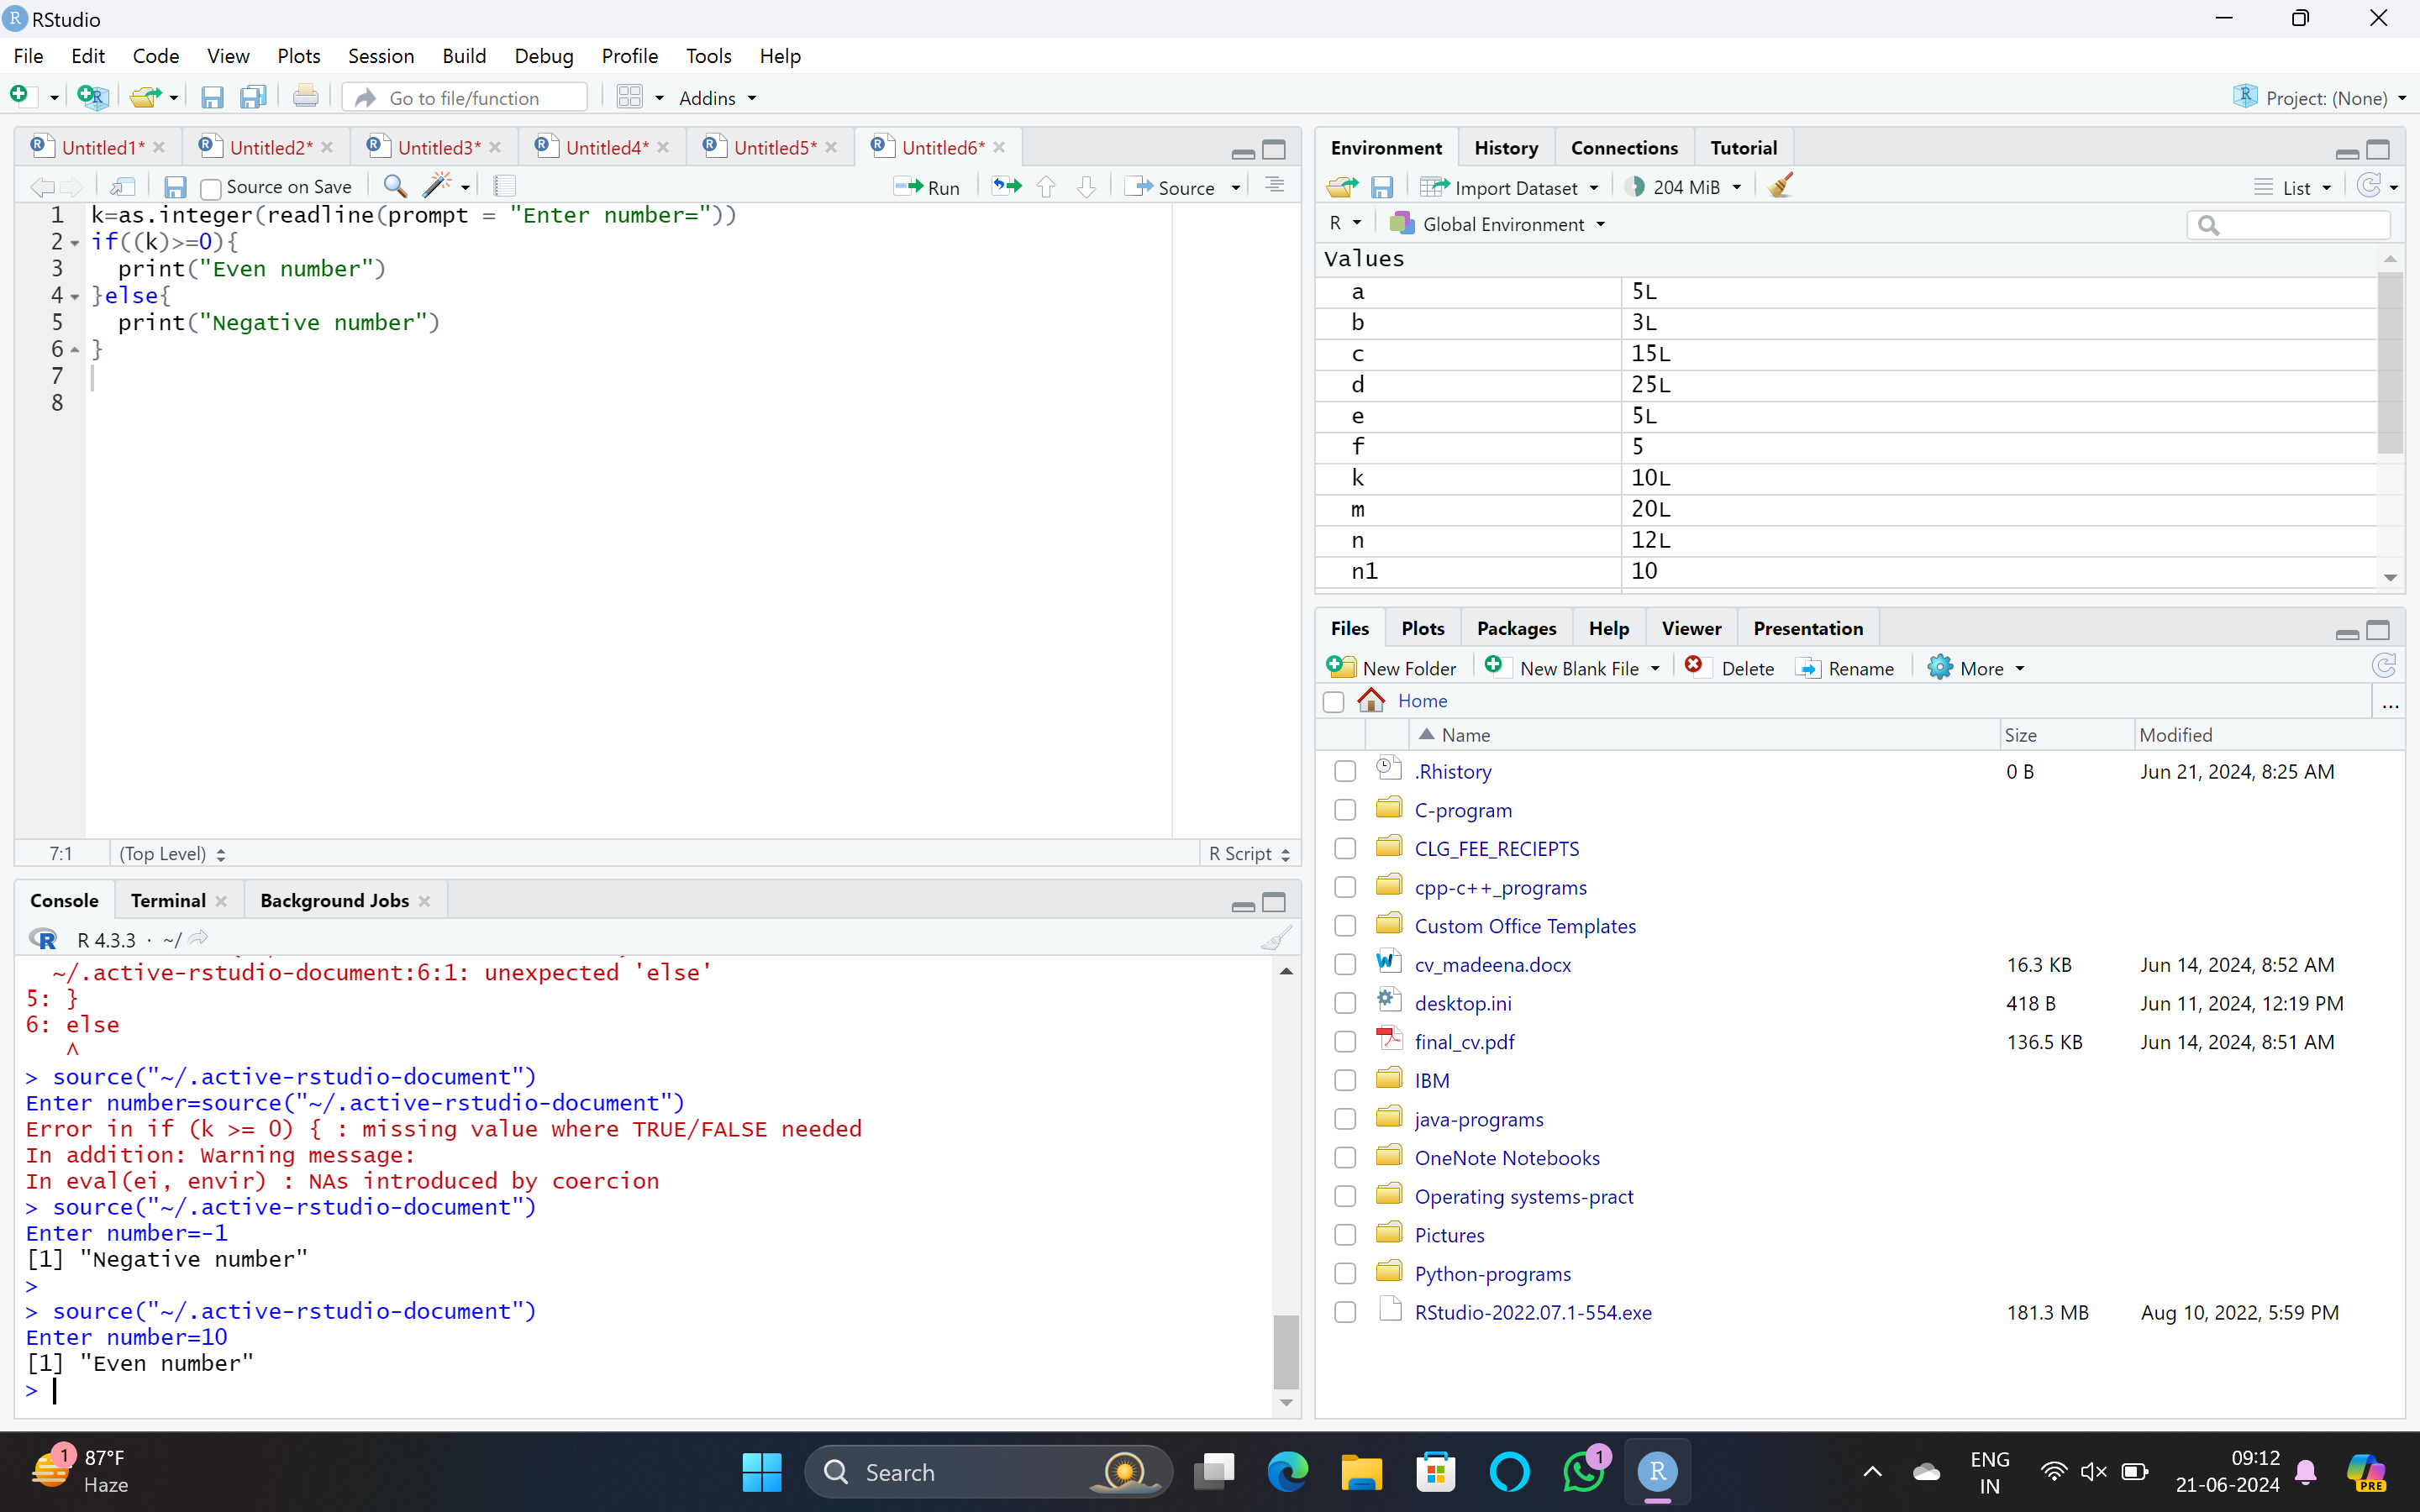 R RStudio
File Edit Code View Plots Session Build Debug Profile Tools Help
Go to file/function Addins Project: (None)
Untitled1* Untitled2* Untitled3* Untitled4* Untitled5* Untitled6*
Source on Save Run Source
1 k=as.integer(readline(prompt = "Enter number="))
2 if((k)>=0){
3 print("Even number")
4 }else{
5 print("Negative number")
6 }
7
8
7:1 (Top Level) R Script
Console Terminal Background Jobs
R 4.3.3 · ~/
~/.active-rstudio-document:6:1: unexpected 'else'
5: }
6: else
^
> source("~/.active-rstudio-document")
Enter number=source("~/.active-rstudio-document")
Error in if (k >= 0) { : missing value where TRUE/FALSE needed
In addition: Warning message:
In eval(ei, envir) : NAs introduced by coercion
> source("~/.active-rstudio-document")
Enter number=-1
[1] "Negative number"
>
> source("~/.active-rstudio-document")
Enter number=10
[1] "Even number"
>
Environment History Connections Tutorial
Import Dataset 204 MiB List
R Global Environment
Values
a 5L
b 3L
c 15L
d 25L
e 5L
f 5
k 10L
m 20L
n 12L
n1 10
Files Plots Packages Help Viewer Presentation
New Folder New Blank File Delete Rename More
Home ...
Name Size Modified
.Rhistory 0 B Jun 21, 2024, 8:25 AM
C-program
CLG_FEE_RECIEPTS
cpp-c++_programs
Custom Office Templates
cv_madeena.docx 16.3 KB Jun 14, 2024, 8:52 AM
desktop.ini 418 B Jun 11, 2024, 12:19 PM
final_cv.pdf 136.5 KB Jun 14, 2024, 8:51 AM
IBM
java-programs
OneNote Notebooks
Operating systems-pract
Pictures
Python-programs
RStudio-2022.07.1-554.exe 181.3 MB Aug 10, 2022, 5:59 PM
1 87°F
Haze
Search
1
R
ENG
IN
09:12
21-06-2024
PRE